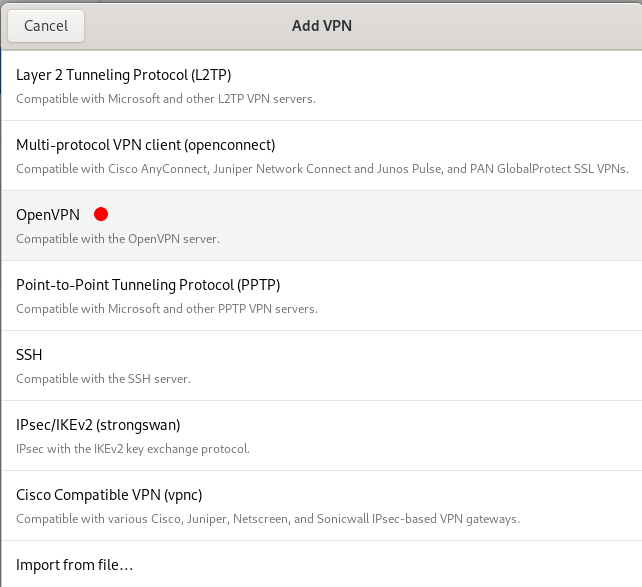 Cancel
Add VPN
Layer 2 Tunneling Protocol (L2TP)
Compatible with Microsoft and other L2TP VPN servers.
Multi-protocol VPN client (openconnect)
Compatible with Cisco AnyConnect, Juniper Network Connect and Junos Pulse, and PAN GlobalProtect SSL VPNs.
OpenVPN
Compatible with the OpenVPN server.
Point-to-Point Tunneling Protocol (PPTP)
Compatible with Microsoft and other PPTP VPN servers.
SSH
Compatible with the SSH server.
IPsec/IKEv2 (strongswan)
IPsec with the IKEv2 key exchange protocol.
Cisco Compatible VPN (vpnc)
Compatible with various Cisco, Juniper, Netscreen, and Sonicwall IPsec-based VPN gateways.
Import from file…